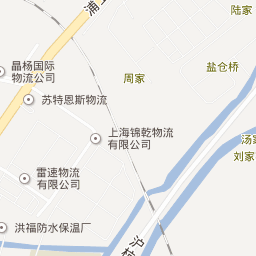 浦
陆家
晶杨国际
物流公司
周家
盐仓桥
苏特恩斯物流
上海锦乾物流
有限公司
汤
刘家
雷速物流
有限公司
洪福防水保温厂
沪